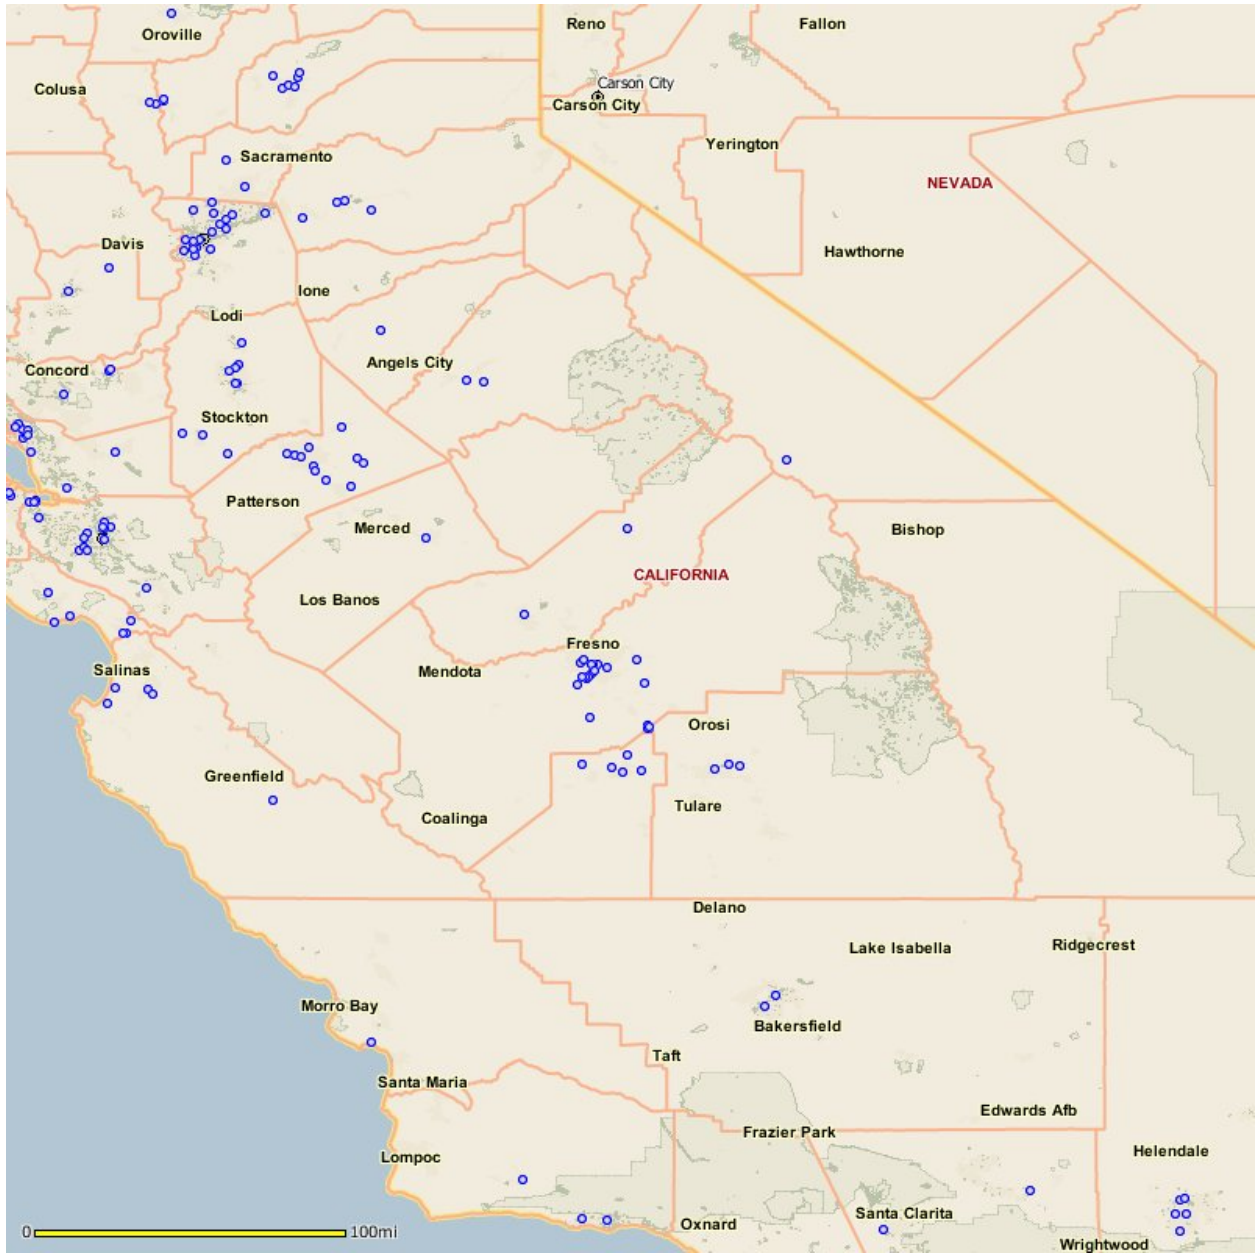 Reno
Fallon
Oroville
Colusa
Carson City
Carson City
Yerington
Sacramento
NEVADA
Davis
Hawthorne
Ione
Lodi
Concord
Angels City
Stockton
Patterson
Merced
Bishop
CALIFORNIA
Los Banos
Fresno
Salinas
Mendota
Orosi
Greenfield
Tulare
Coalinga
Delano
Lake Isabella
Ridgecrest
Morro Bay
Bakersfield
Taft
Santa Maria
Edwards Afb
Frazier Park
Helendale
Lompoc
Santa Clarita
Oxnard
0 100mi
Wrightwood